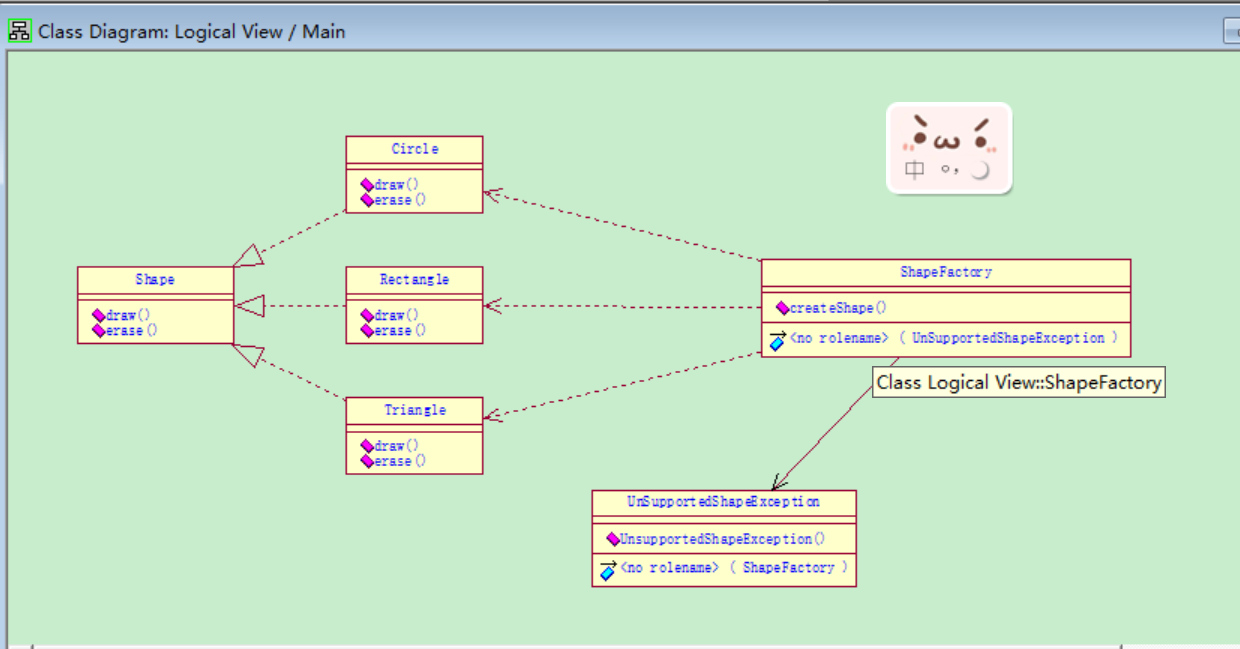 Class Diagram: Logical View / Main
Circle
draw()
erase()
Shape
draw()
erase()
Rectangle
draw()
erase()
Triangle
draw()
erase()
ShapeFactory
createShape()
<no rolename> ( UnSupportedShapeException )
Class Logical View::ShapeFactory
UnSupportedShapeException
UnsupportedShapeException()
<no rolename> ( ShapeFactory )
中 °,